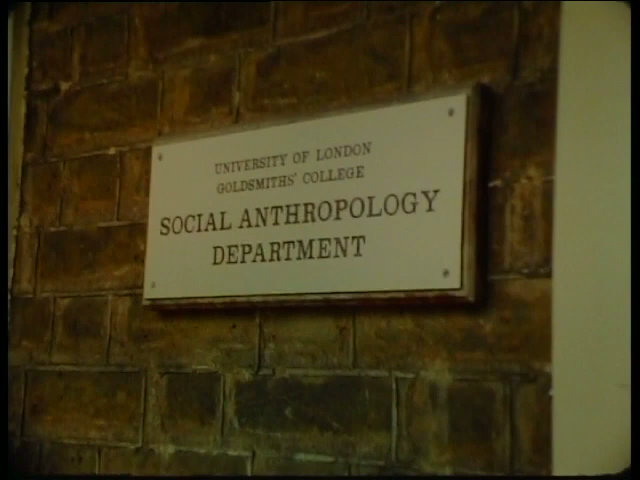 UNIVERSITY OF LONDON
GOLDSMITHS' COLLEGE
SOCIAL ANTHROPOLOGY
DEPARTMENT